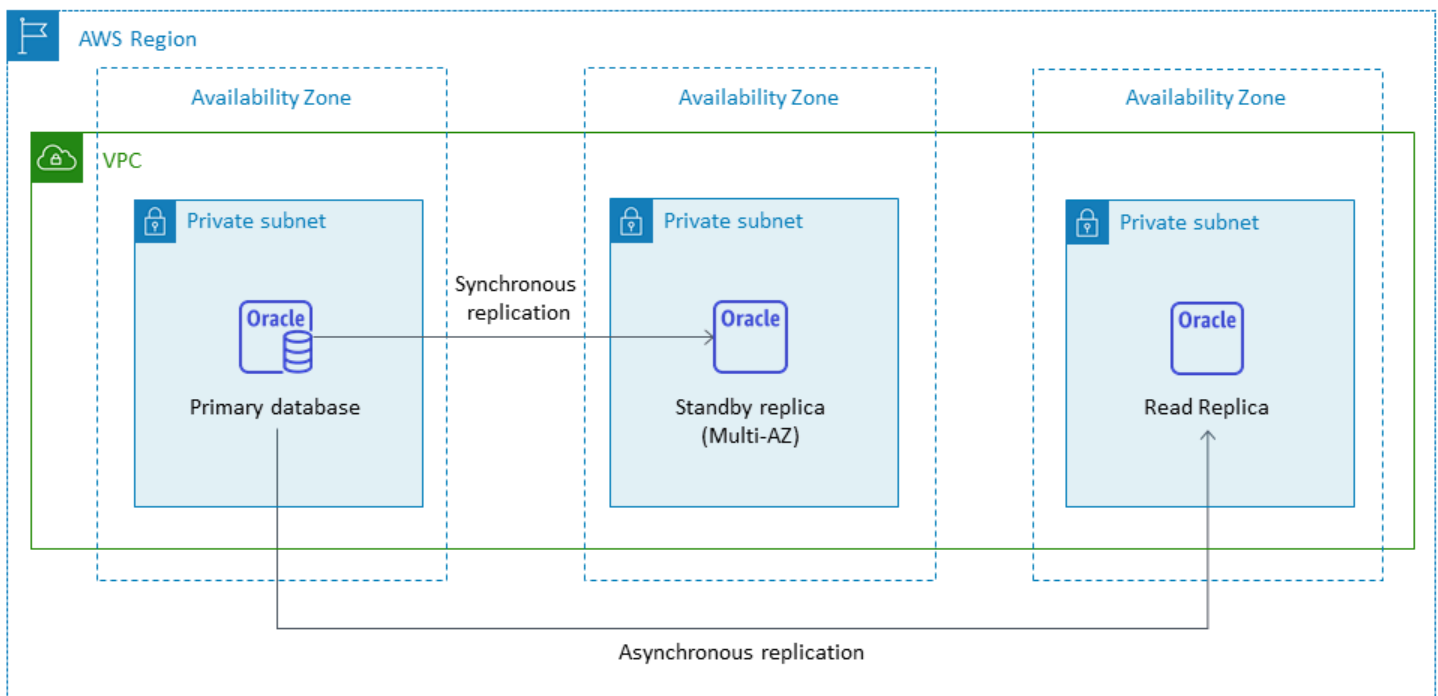 AWS Region
Availability Zone
Availability Zone
Availability Zone
VPC
Private subnet
Private subnet
Private subnet
Synchronous
replication
Oracle
Oracle
Oracle
Primary database
Standby replica
(Multi-AZ)
Read Replica
Asynchronous replication